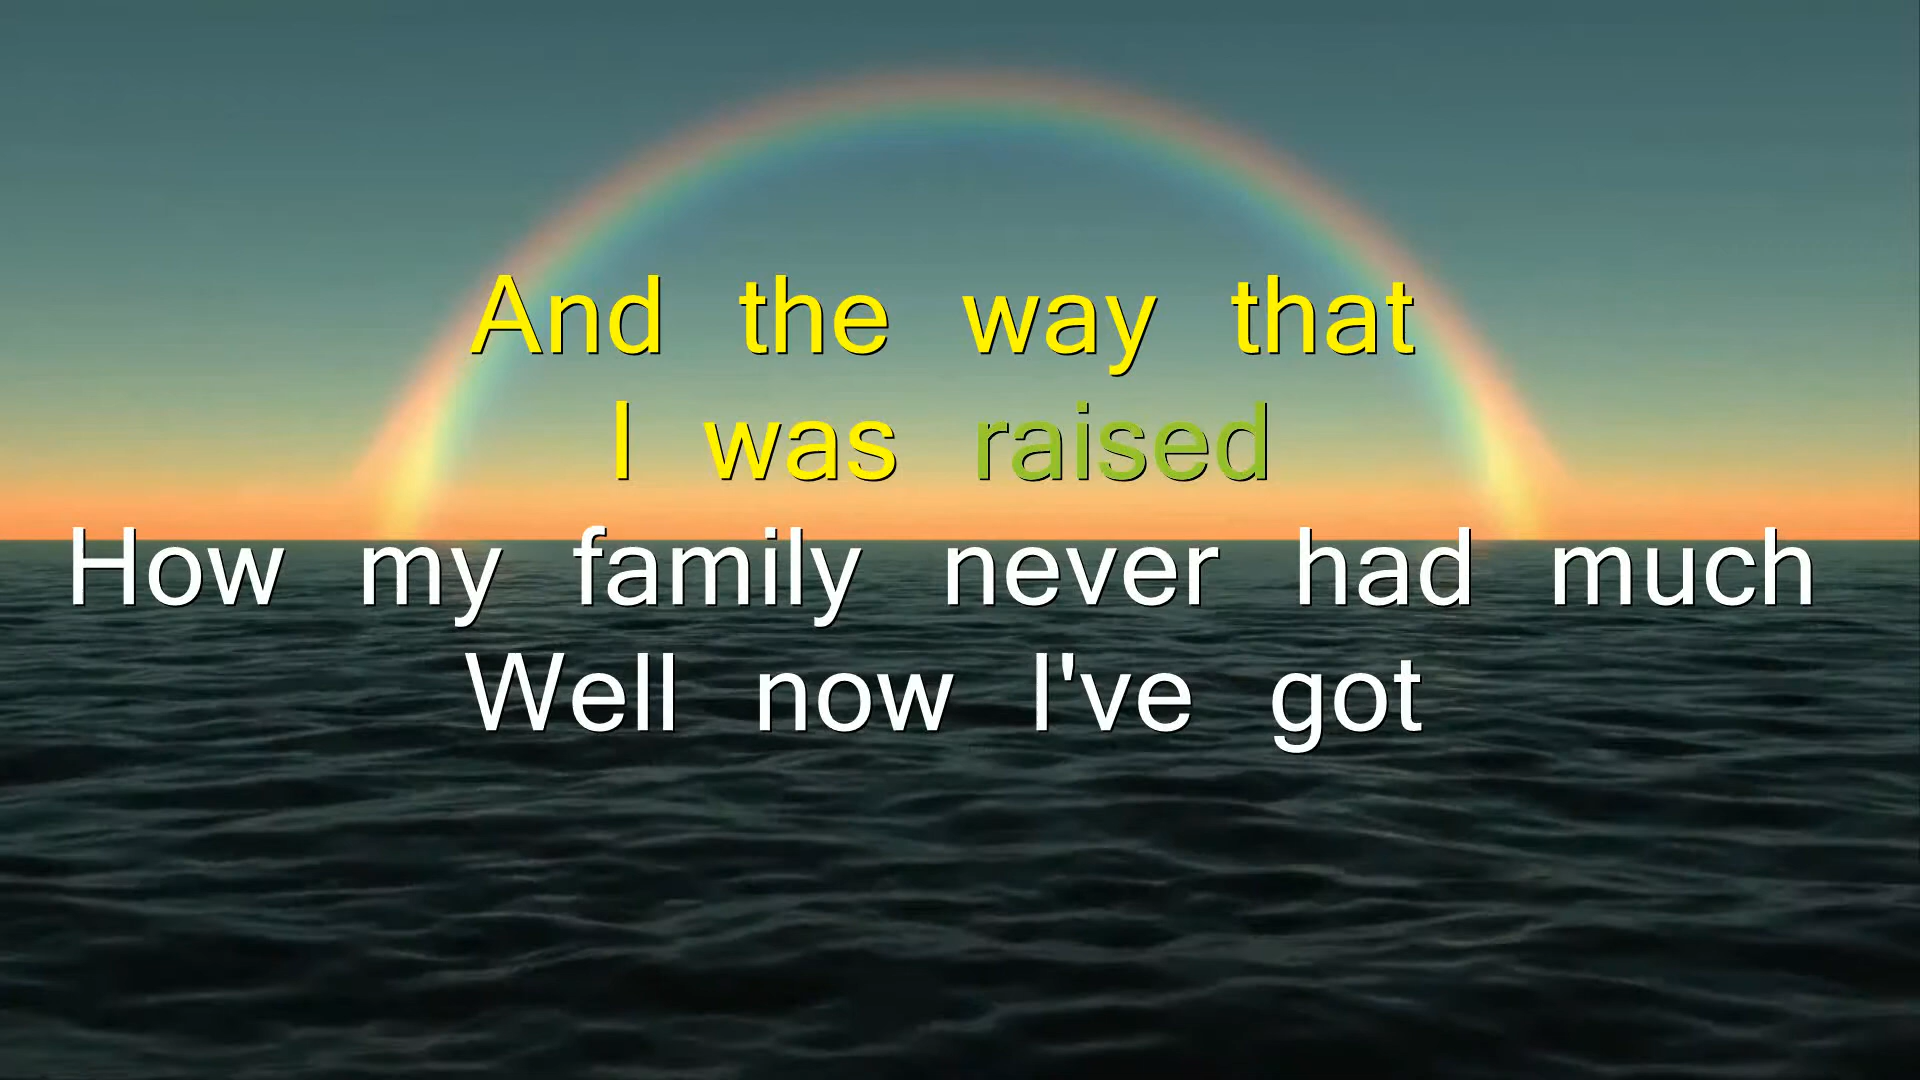 And the way that
I was raised
How my family never had much
Well now I've got